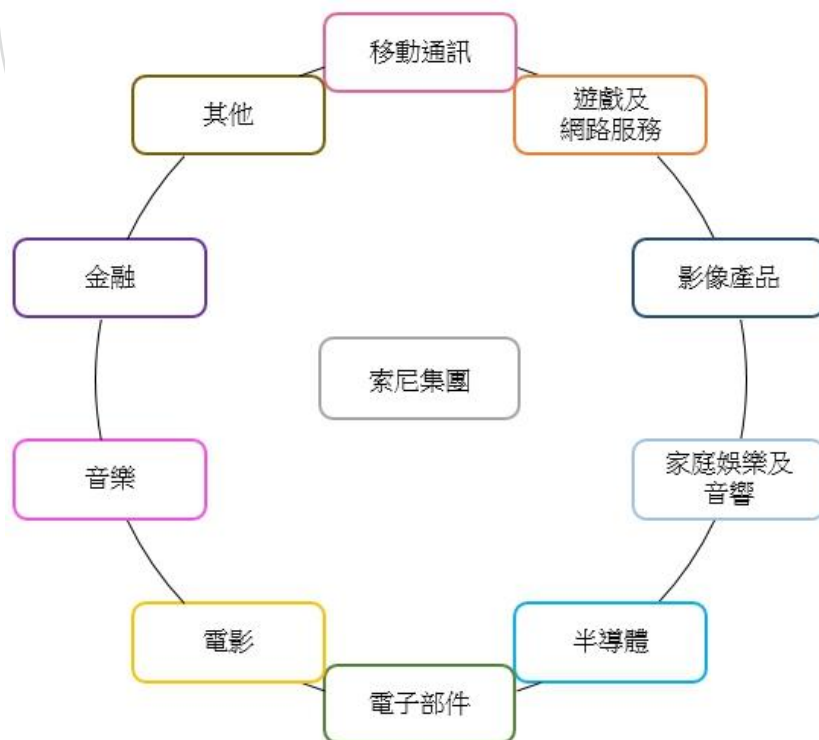 移動通訊
遊戲及
網路服務
影像產品
家庭娛樂及
音響
半導體
電子部件
電影
音樂
金融
其他
索尼集團